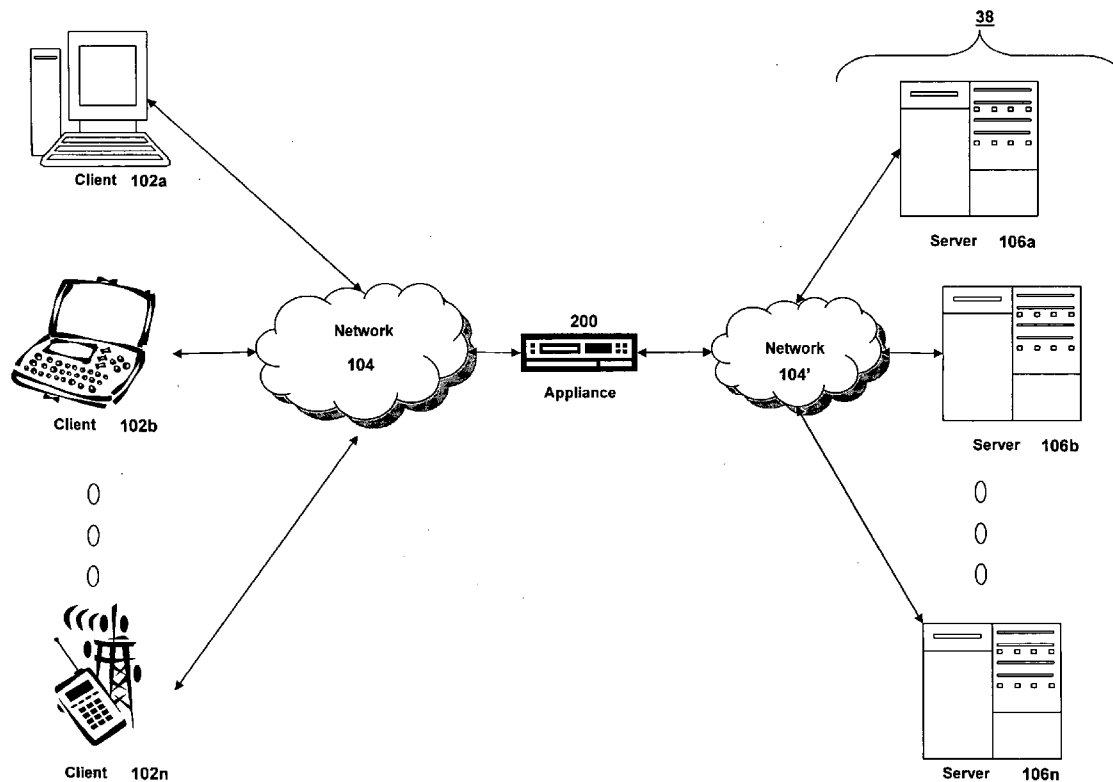 38
Client 102a
Server 106a
Network
104
200
Appliance
Network
104'
Client 102b
Server 106b
Client 102n
Server 106n